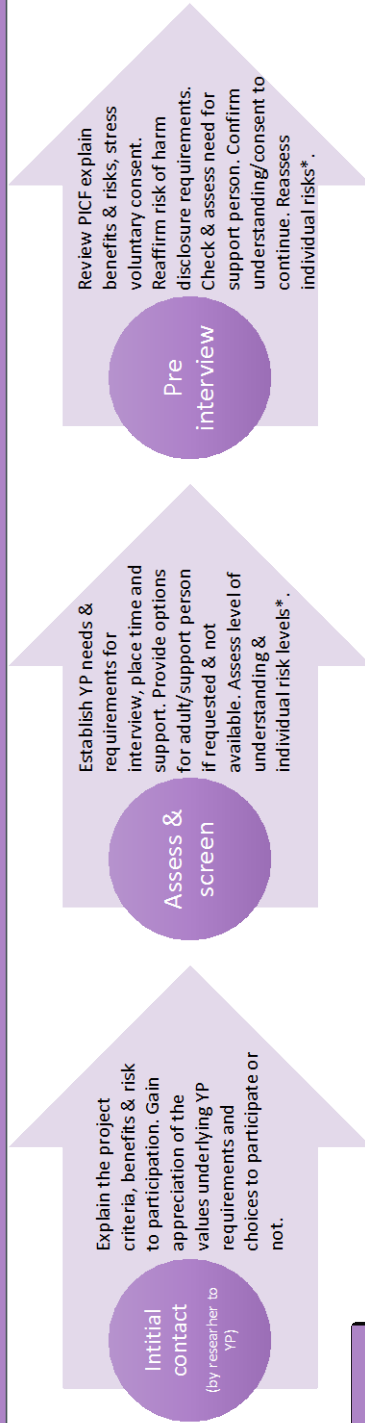 Intitial
contact
(by researher to
YP)
Explain the project
criteria, benefits & risk
to participation. Gain
appreciation of the
values underlying YP
requirements and
choices to participate or
not.
Assess &
screen
Establish YP needs &
requirements for
interview, place time and
support. Provide options
for adult/support person
if requested & not
available. Assess level of
understanding &
individual risk levels*.
Pre
interview
Review PICF explain
benefits & risks, stress
voluntary consent.
Reaffirm risk of harm
disclosure requirements.
Check & assess need for
support person. Confirm
understanding/consent to
continue. Reassess
individual risks*.